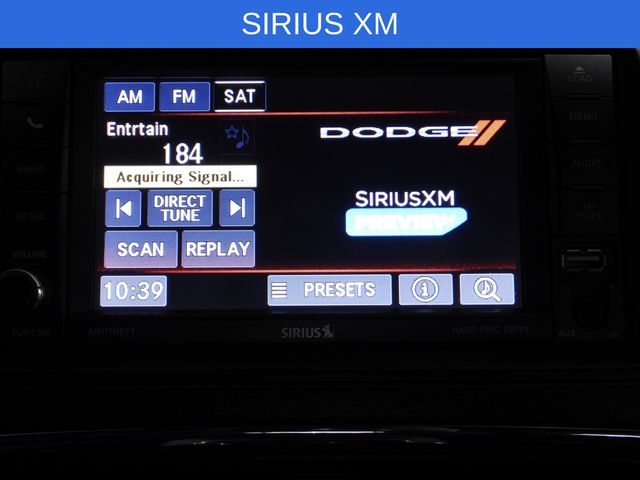 SIRIUS XM
LOAD
AM FM SAT
MENU
Entrtain
184
DODGE
RADIO
Acquiring Signal...
AUDIO
DIRECT
TUNE
SIRIUSXM
PREVIEW
MY
FILES
MEDIA
SCAN REPLAY
VOLUME
10:39
PRESETS
PUSH ON
ANTITHEFT
SIRIUS
HARD DISC DRIVE
AUX